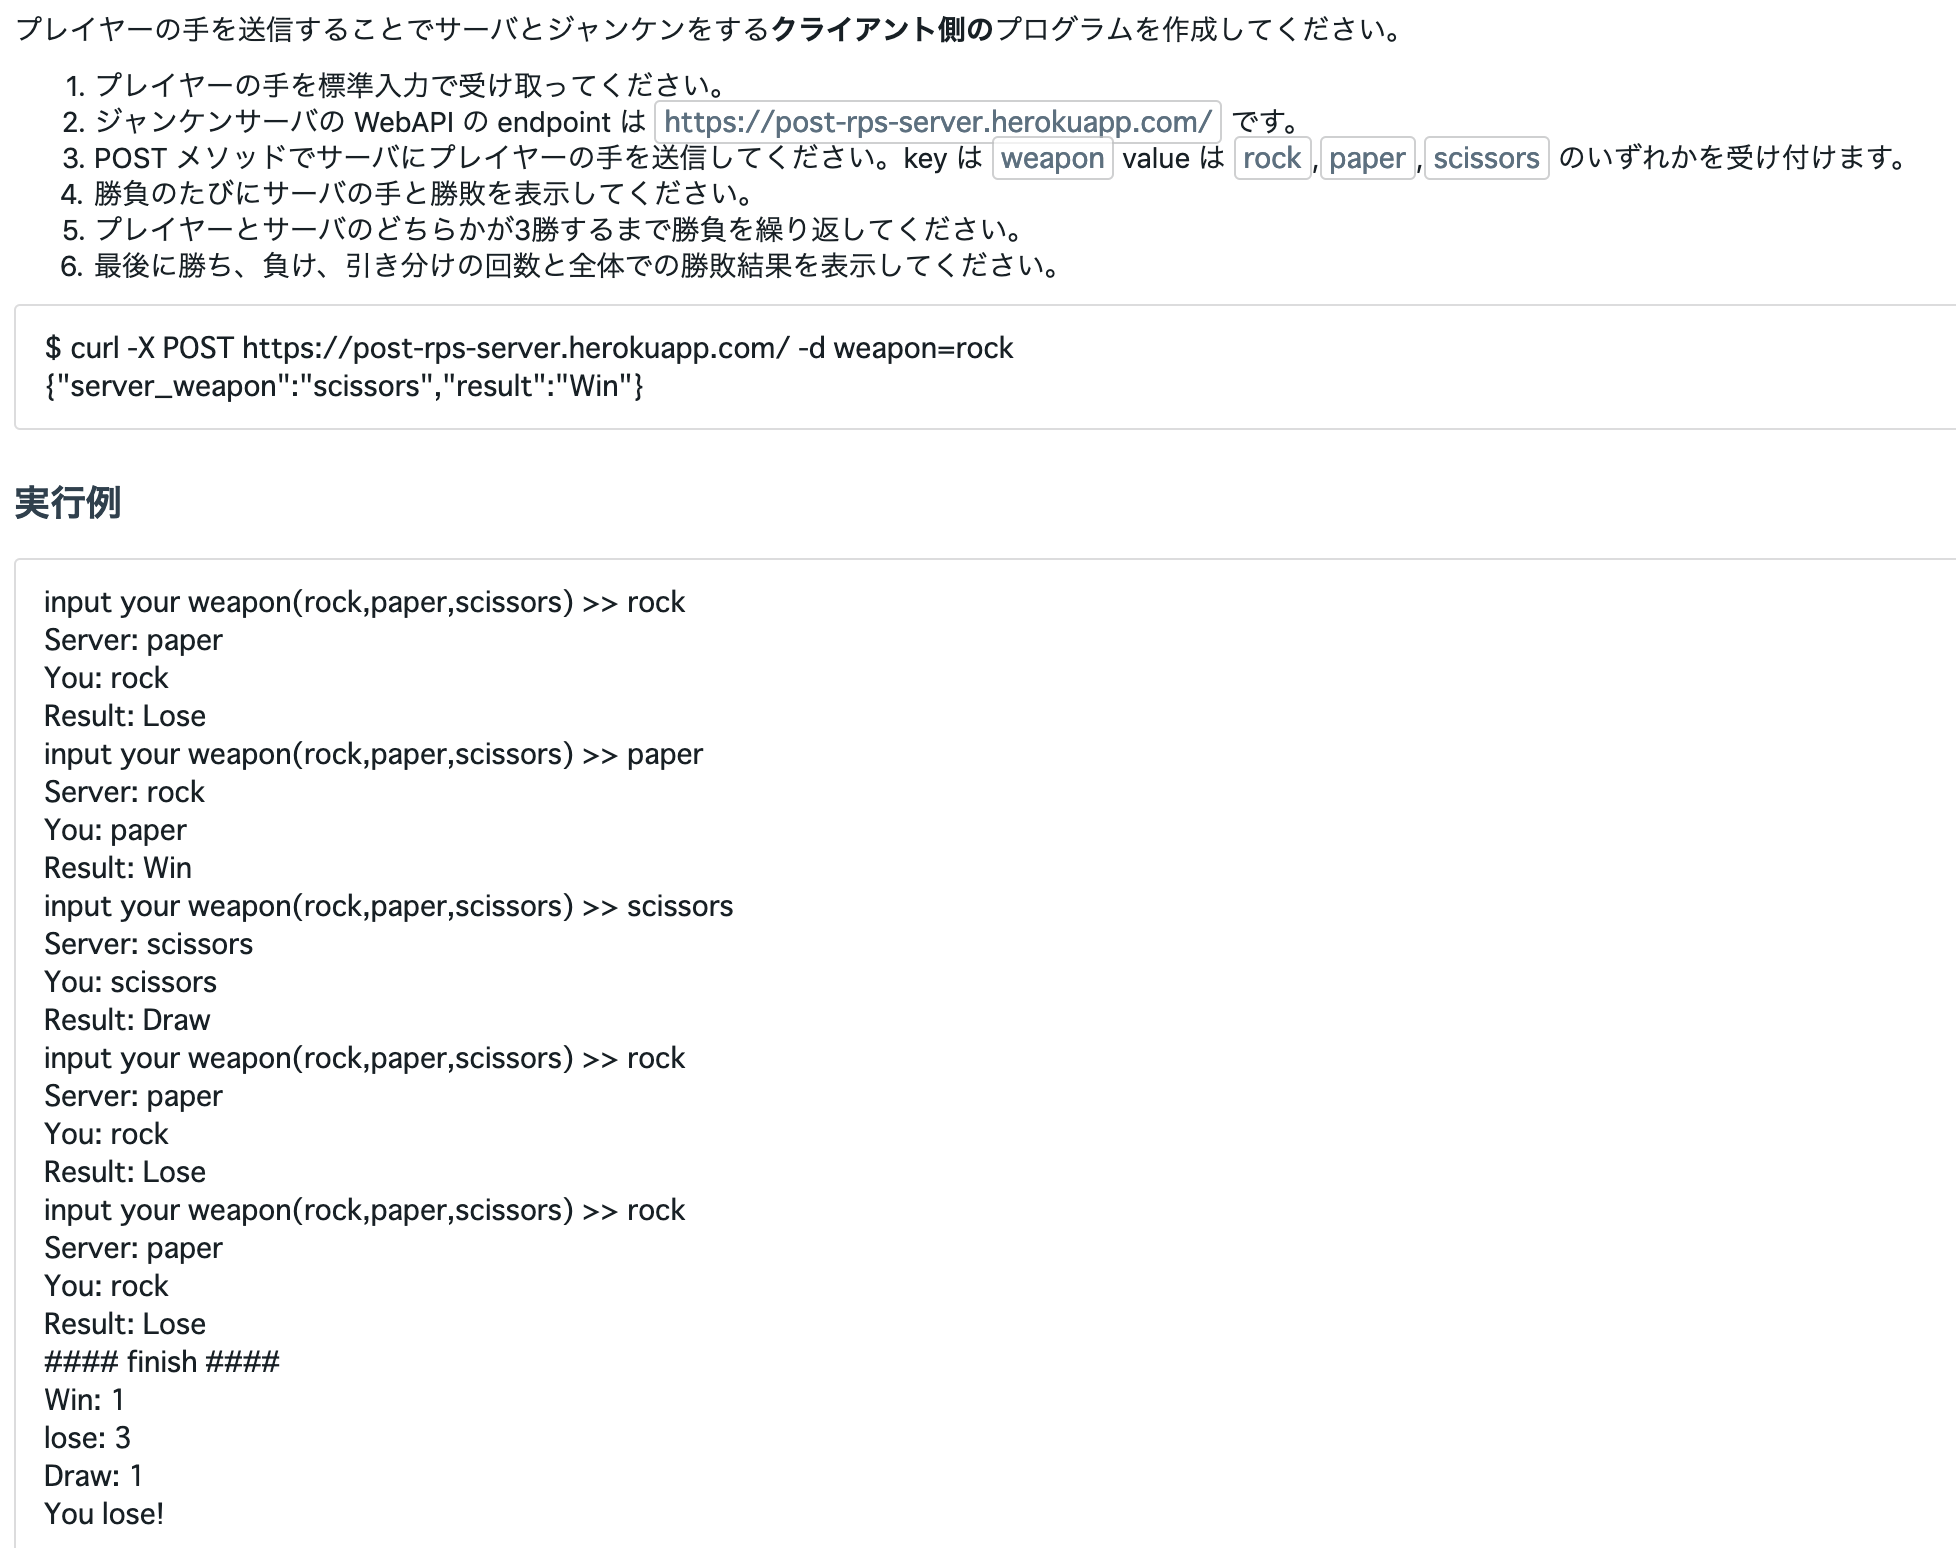 プレイヤーの手を送信することでサーバとジャンケンをするクライアント側のプログラムを作成してください。
1. プレイヤーの手を標準入力で受け取ってください。
2. ジャンケンサーバの WebAPI の endpoint は https://post-rps-server.herokuapp.com/ です。
3. POST メソッドでサーバにプレイヤーの手を送信してください。key は weapon value は rock,paper,scissors のいずれかを受け付けます。
4. 勝負のたびにサーバの手と勝敗を表示してください。
5. プレイヤーとサーバのどちらかが3勝するまで勝負を繰り返してください。
6. 最後に勝ち、負け、引き分けの回数と全体での勝敗結果を表示してください。
$ curl -X POST https://post-rps-server.herokuapp.com/ -d weapon=rock
{"server_weapon":"scissors","result":"Win"}
実行例
input your weapon(rock,paper,scissors) >> rock
Server: paper
You: rock
Result: Lose
input your weapon(rock,paper,scissors) >> paper
Server: rock
You: paper
Result: Win
input your weapon(rock,paper,scissors) >> scissors
Server: scissors
You: scissors
Result: Draw
input your weapon(rock,paper,scissors) >> rock
Server: paper
You: rock
Result: Lose
input your weapon(rock,paper,scissors) >> rock
Server: paper
You: rock
Result: Lose
#### finish ####
Win: 1
lose: 3
Draw: 1
You lose!